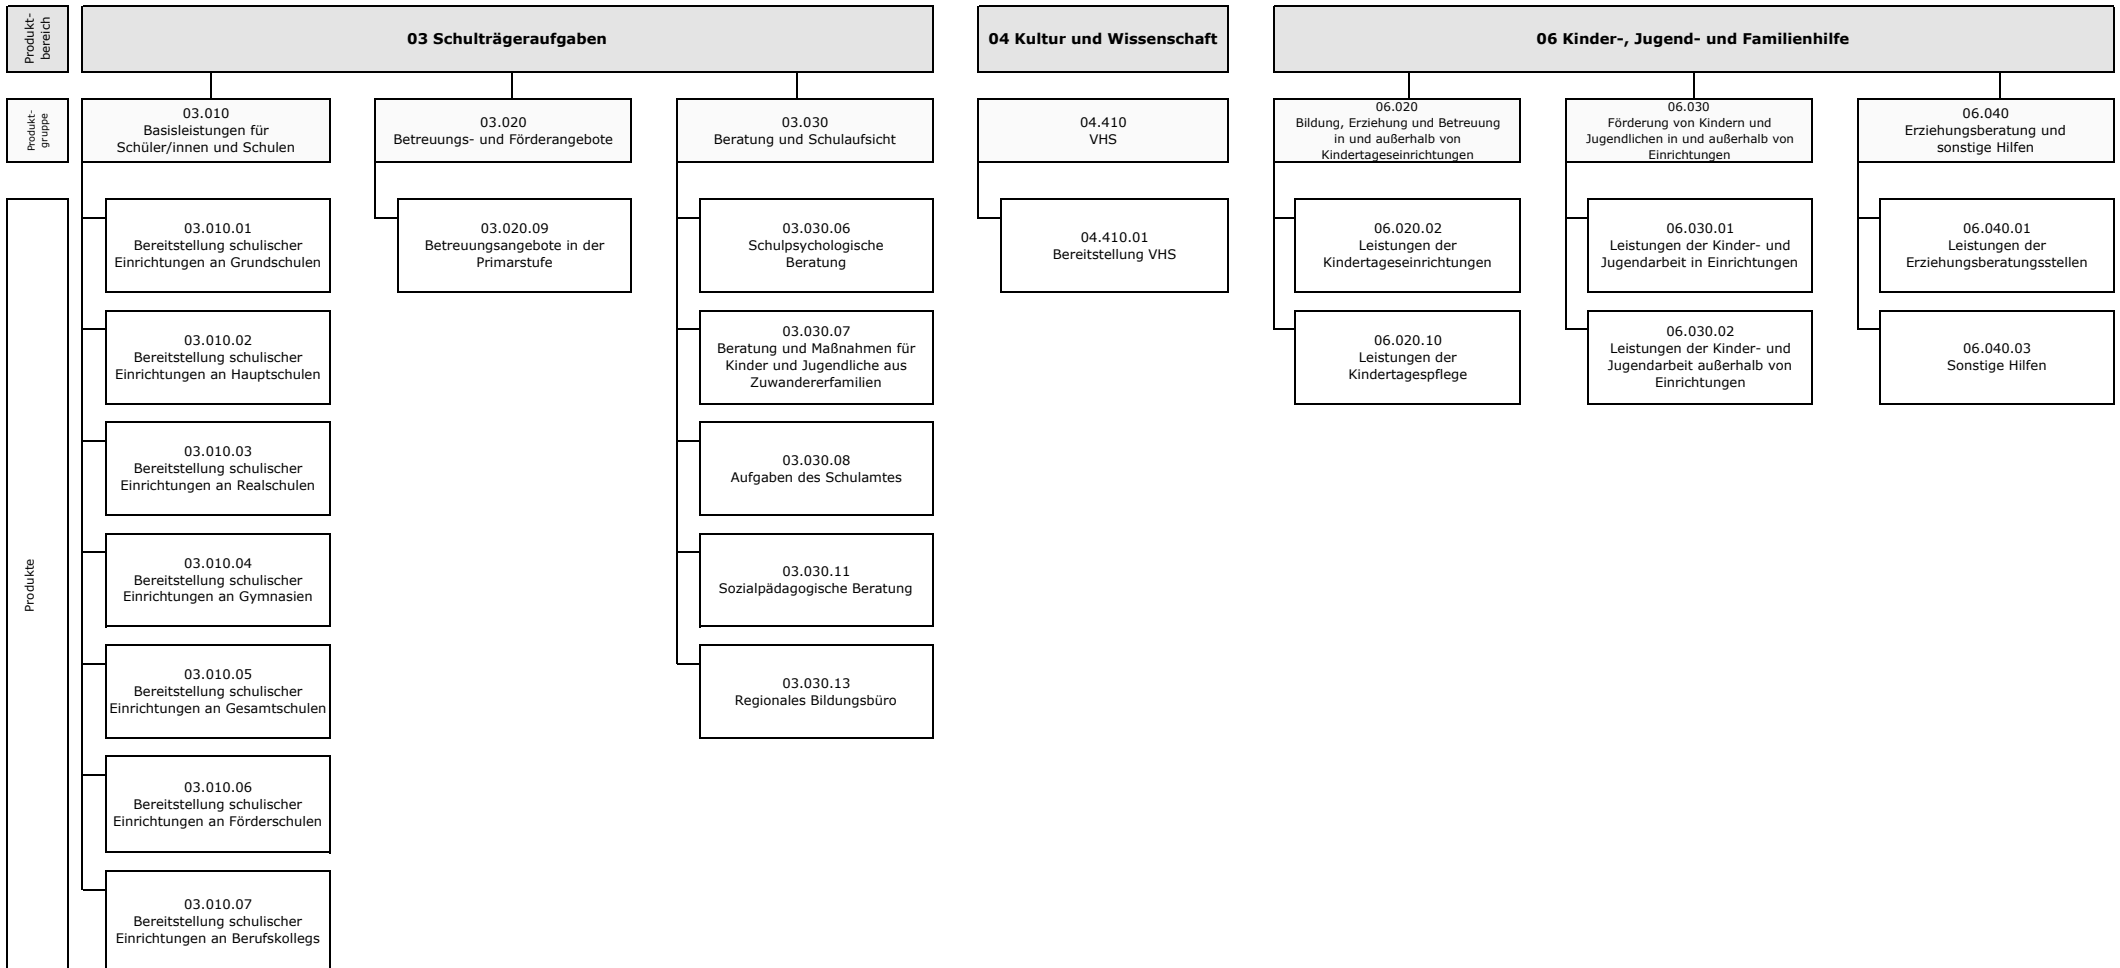 Produkt-
bereich
03 Schulträgeraufgaben
04 Kultur und Wissenschaft
06 Kinder-, Jugend- und Familienhilfe
Produkt-
gruppe
03.010
Basisleistungen für
Schüler/innen und Schulen
03.020
Betreuungs- und Förderangebote
03.030
Beratung und Schulaufsicht
04.410
VHS
06.020
Bildung, Erziehung und Betreuung
in und außerhalb von
Kindertageseinrichtungen
06.030
Förderung von Kindern und
Jugendlichen in und außerhalb von
Einrichtungen
06.040
Erziehungsberatung und
sonstige Hilfen
Produkte
03.010.01
Bereitstellung schulischer
Einrichtungen an Grundschulen
03.020.09
Betreuungsangebote in der
Primarstufe
03.030.06
Schulpsychologische
Beratung
04.410.01
Bereitstellung VHS
06.020.02
Leistungen der
Kindertageseinrichtungen
06.030.01
Leistungen der Kinder- und
Jugendarbeit in Einrichtungen
06.040.01
Leistungen der
Erziehungsberatungsstellen
03.010.02
Bereitstellung schulischer
Einrichtungen an Hauptschulen
03.030.07
Beratung und Maßnahmen für
Kinder und Jugendliche aus
Zuwandererfamilien
06.020.10
Leistungen der
Kindertagespflege
06.030.02
Leistungen der Kinder- und
Jugendarbeit außerhalb von
Einrichtungen
06.040.03
Sonstige Hilfen
03.010.03
Bereitstellung schulischer
Einrichtungen an Realschulen
03.030.08
Aufgaben des Schulamtes
03.010.04
Bereitstellung schulischer
Einrichtungen an Gymnasien
03.030.11
Sozialpädagogische Beratung
03.010.05
Bereitstellung schulischer
Einrichtungen an Gesamtschulen
03.030.13
Regionales Bildungsbüro
03.010.06
Bereitstellung schulischer
Einrichtungen an Förderschulen
03.010.07
Bereitstellung schulischer
Einrichtungen an Berufskollegs